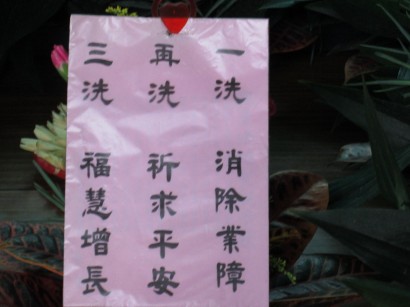 一洗 消除業障
再洗 祈求平安
三洗 福慧增長